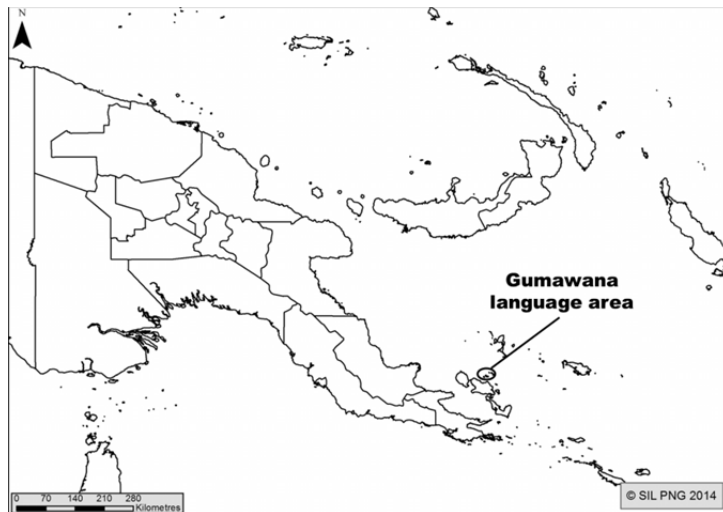 N
Gumawana
language area
0 70 140 210 280
Kilometres
© SIL PNG 2014